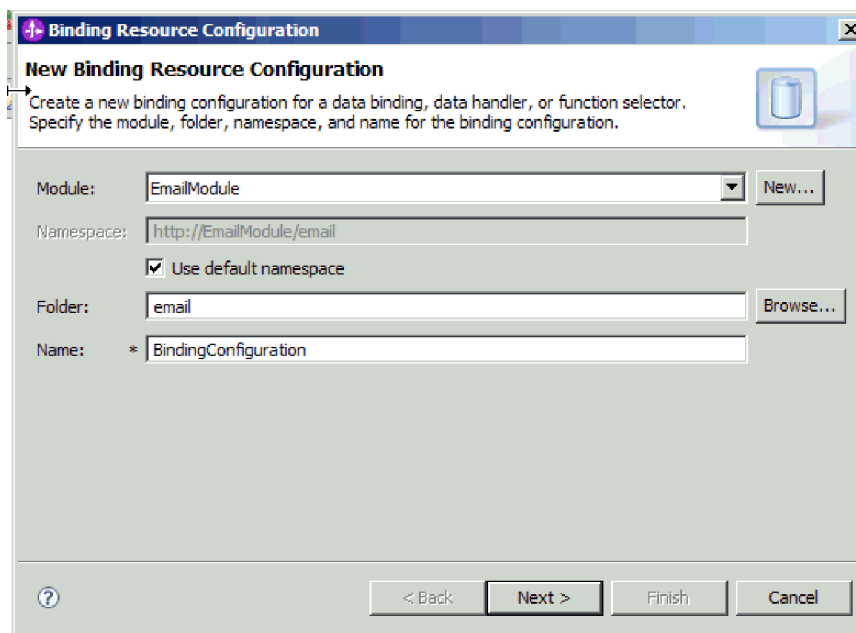 Binding Resource Configuration
New Binding Resource Configuration
Create a new binding configuration for a data binding, data handler, or function selector.
Specify the module, folder, namespace, and name for the binding configuration.
Module: EmailModule New...
Namespace: http://EmailModule/email
Use default namespace
Folder: email Browse...
Name: * BindingConfiguration
? < Back Next > Finish Cancel